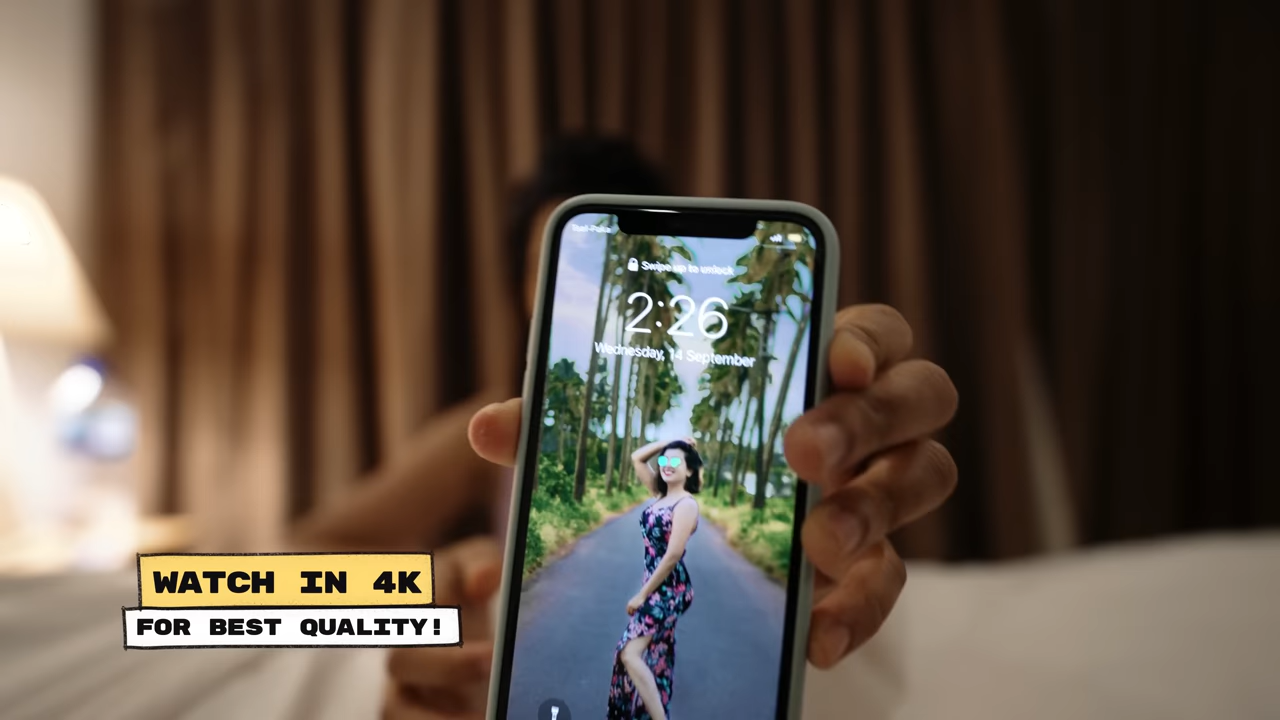 Swipe up to unlock
2:26
Wednesday, 14 September
WATCH IN 4K
FOR BEST QUALITY!